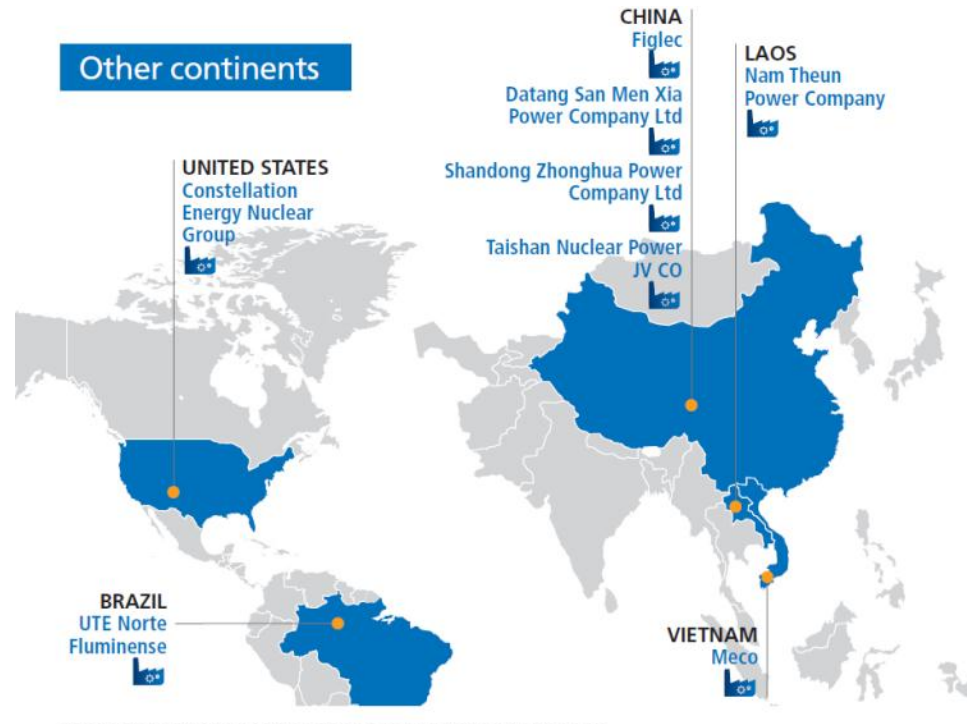 Other continents
UNITED STATES
Constellation
Energy Nuclear
Group
BRAZIL
UTE Norte
Fluminense
CHINA
Figlec
Datang San Men Xia
Power Company Ltd
Shandong Zhonghua Power
Company Ltd
Taishan Nuclear Power
JV CO
LAOS
Nam Theun
Power Company
VIETNAM
Meco